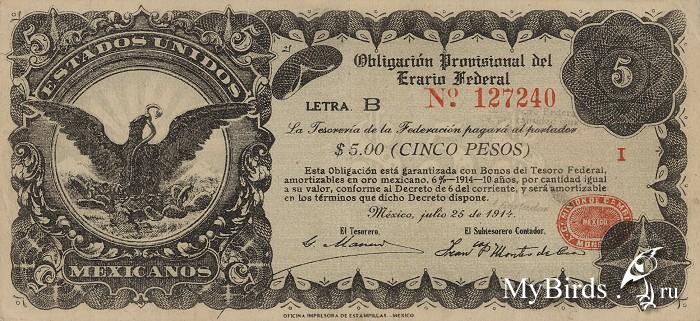 5 5
ESTADOS UNIDOS
MEXICANOS
5 5
21
Obligación Provisional del
Erario Federal
5
LETRA. B Nº. 127240
La Tesorería de la Federación pagará al portador
$ 5.00 (CINCO PESOS)
I
Esta Obligación está garantizada con Bonos del Tesoro Federal,
amortizables en oro mexicano, 6%—1914—10 años, por cantidad igual
a su valor, conforme al Decreto de 6 del corriente, y será amortizable
en los términos que dicho Decreto dispone.
México, julio 25 de 1914.
El Tesorero. El Subtesorero Contador.
MEXICO
OFICINA IMPRESORA DE ESTAMPILLAS - MEXICO.
MyBirds.ru